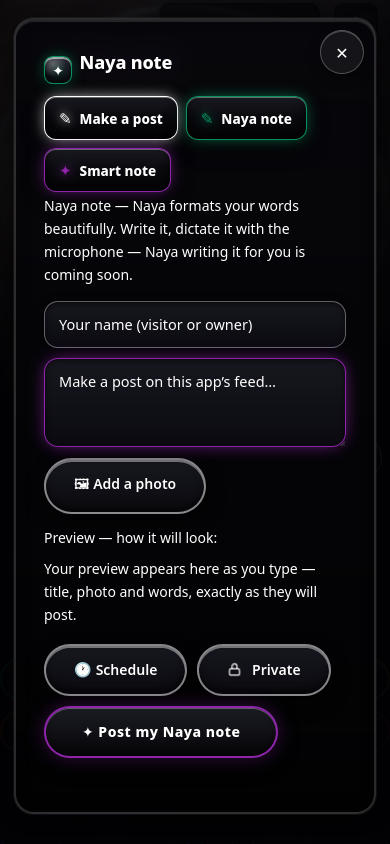 ✦ Naya note
✕
✎ Make a post
✎ Naya note
✦ Smart note
Naya note — Naya formats your words
beautifully. Write it, dictate it with the
microphone — Naya writing it for you is
coming soon.
Your name (visitor or owner)
Make a post on this app’s feed…
🖼 Add a photo
Preview — how it will look:
Your preview appears here as you type —
title, photo and words, exactly as they will
post.
🕐 Schedule
🔒 Private
✦ Post my Naya note